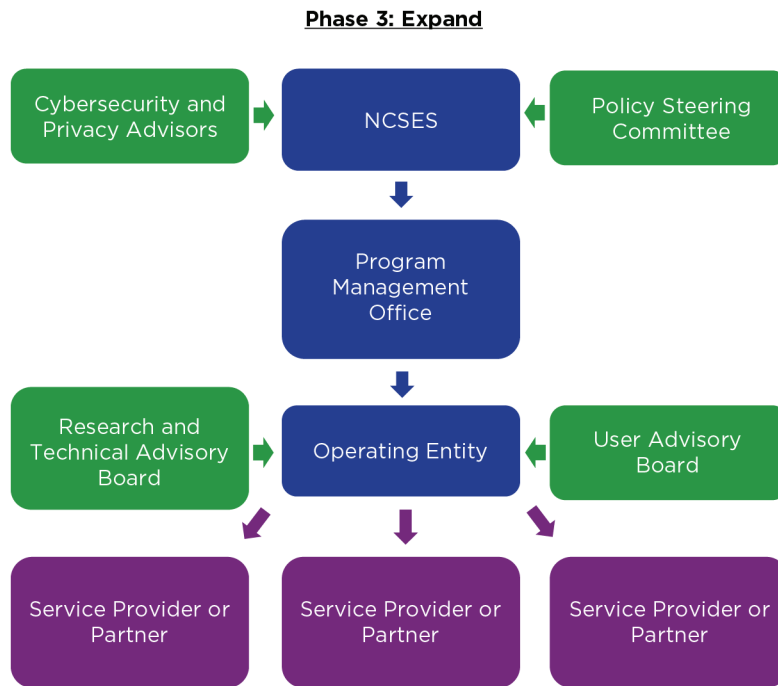 Phase 3: Expand
Cybersecurity and
Privacy Advisors
NCSES
Policy Steering
Committee
Program
Management
Office
Research and
Technical Advisory
Board
Operating Entity
User Advisory
Board
Service Provider or
Partner
Service Provider or
Partner
Service Provider or
Partner